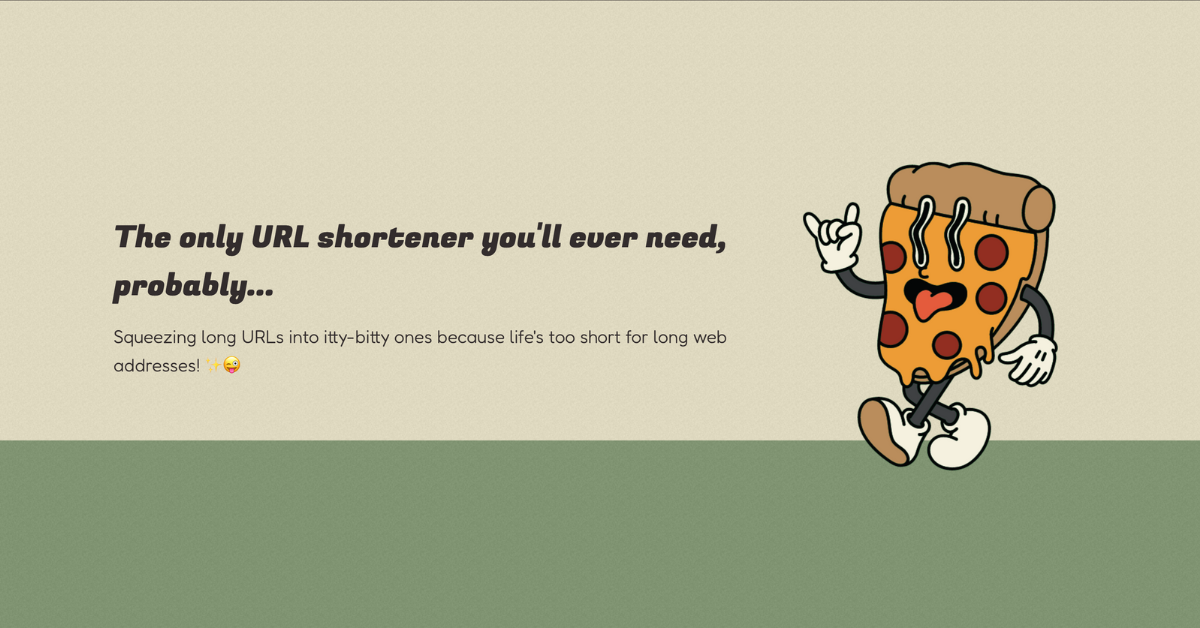 The only URL shortener you'll ever need,
probably...
Squeezing long URLs into itty-bitty ones because life's too short for long web
addresses! ✨😜